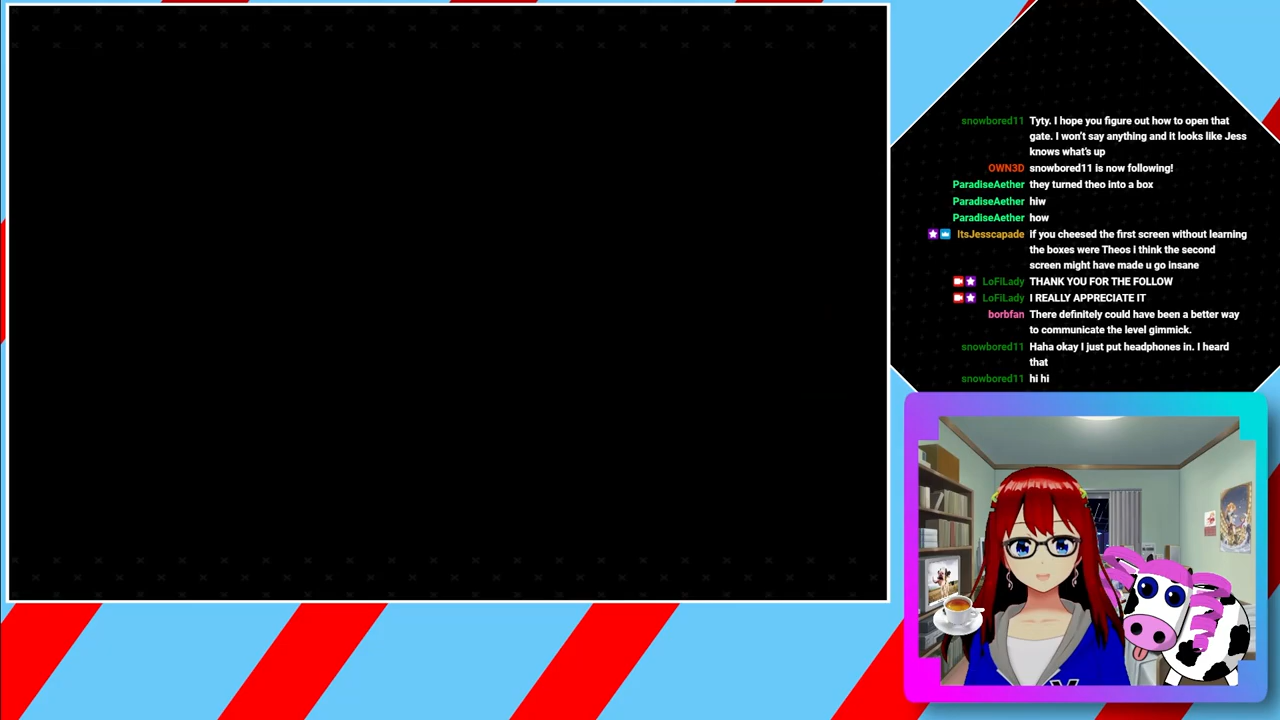 snowbored11 Tyty. I hope you figure out how to open that
gate. I won't say anything and it looks like Jess
knows what's up
OWN3D snowbored11 is now following!
ParadiseAether they turned theo into a box
ParadiseAether hiw
ParadiseAether how
ItsJesscapade if you cheesed the first screen without learning
the boxes were Theos i think the second
screen might have made u go insane
LoFiLady THANK YOU FOR THE FOLLOW
LoFiLady I REALLY APPRECIATE IT
borbfan There definitely could have been a better way
to communicate the level gimmick.
snowbored11 Haha okay I just put headphones in. I heard
that
snowbored11 hi hi